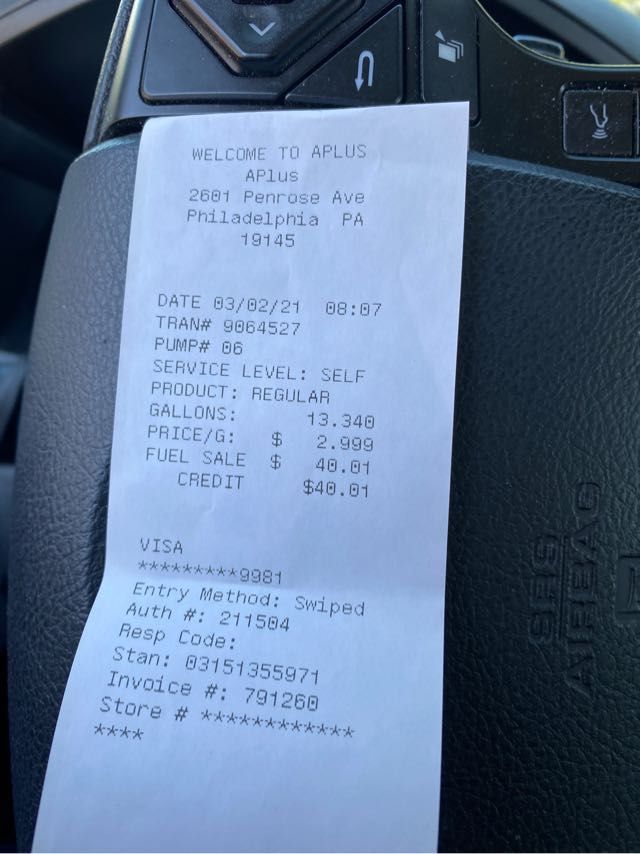 WELCOME TO APLUS
APlus
2601 Penrose Ave
Philadelphia PA
19145
DATE 03/02/21 08:07
TRAN# 9064527
PUMP# 06
SERVICE LEVEL: SELF
PRODUCT: REGULAR
GALLONS: 13.340
PRICE/G: $ 2.999
FUEL SALE $ 40.01
CREDIT $40.01
VISA
*********9981
Entry Method: Swiped
Auth #: 211504
Resp Code:
Stan: 03151355971
Invoice #: 791260
Store # ************
****
SRS
AIRBAG